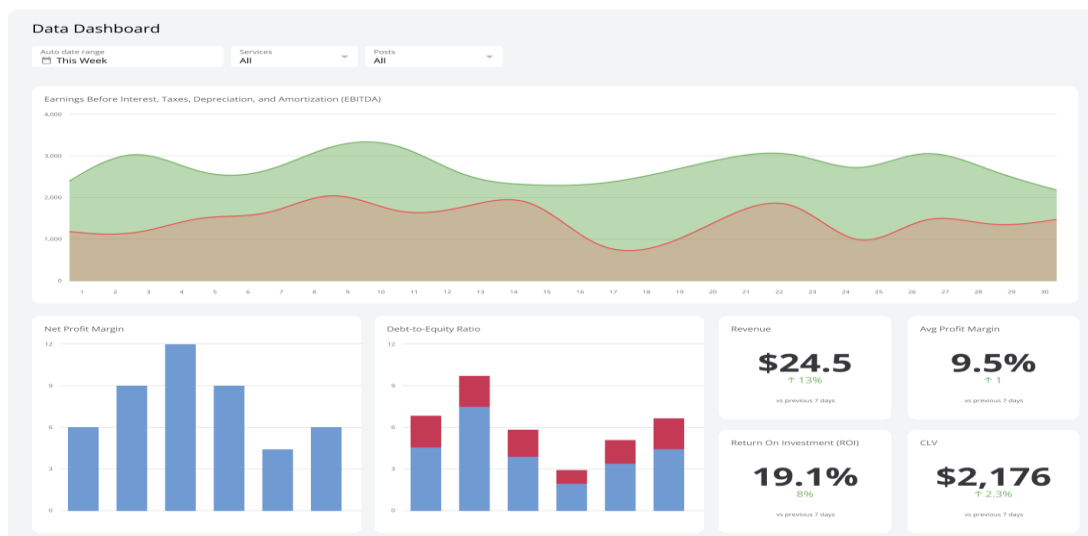 Data Dashboard
Auto date range
This Week
Services
All
Posts
All
Earnings Before Interest, Taxes, Depreciation, and Amortization (EBITDA)
4,000
3,000
2,000
1,000
0
1 2 3 4 5 6 7 8 9 10 11 12 13 14 15 16 17 18 19 20 21 22 23 24 25 26 27 28 29 30
Net Profit Margin
12
9
6
3
0
Debt-to-Equity Ratio
12
9
6
3
0
Revenue
$24.5
↑ 13%
vs previous 7 days
Avg Profit Margin
9.5%
↑ 1
vs previous 7 days
Return On Investment (ROI)
19.1%
8%
vs previous 7 days
CLV
$2,176
↑ 2.3%
vs previous 7 days